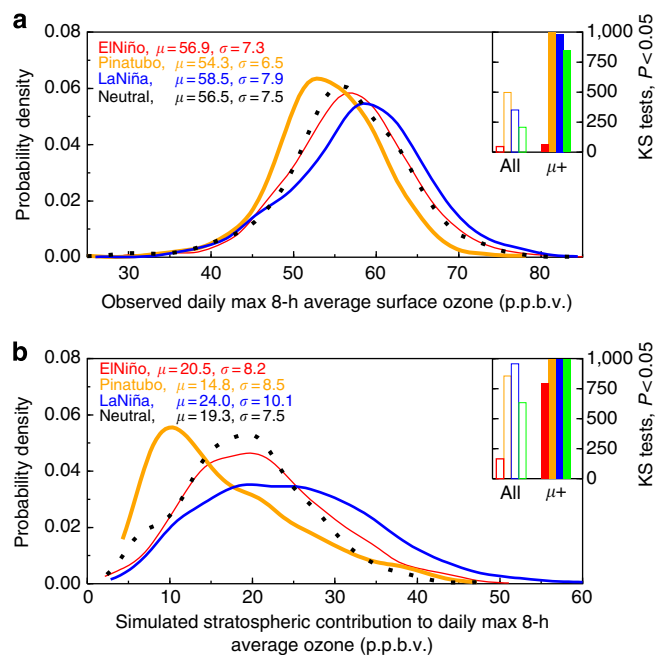 a
ElNiño, μ=56.9, σ=7.3
Pinatubo, μ=54.3, σ=6.5
LaNiña, μ=58.5, σ=7.9
Neutral, μ=56.5, σ=7.5
Probability density
0.08
0.06
0.04
0.02
0.00
30 40 50 60 70 80
Observed daily max 8-h average surface ozone (p.p.b.v.)
1,000
750
500
250
0
All μ+
KS tests, P<0.05
b
ElNiño, μ=20.5, σ=8.2
Pinatubo, μ=14.8, σ=8.5
LaNiña, μ=24.0, σ=10.1
Neutral, μ=19.3, σ=7.5
Probability density
0.08
0.06
0.04
0.02
0.00
0 10 20 30 40 50 60
Simulated stratospheric contribution to daily max 8-h
average ozone (p.p.b.v.)
1,000
750
500
250
0
All μ+
KS tests, P<0.05